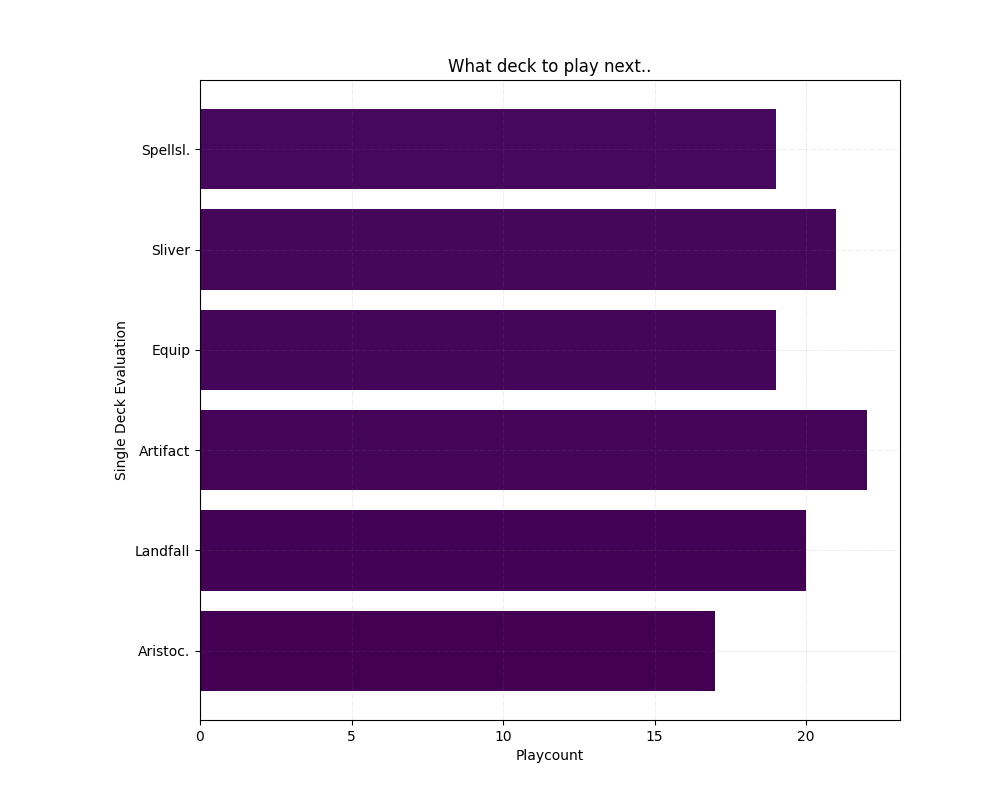 What deck to play next..
Single Deck Evaluation
Spellsl.
Sliver
Equip
Artifact
Landfall
Aristoc.
0 5 10 15 20
Playcount